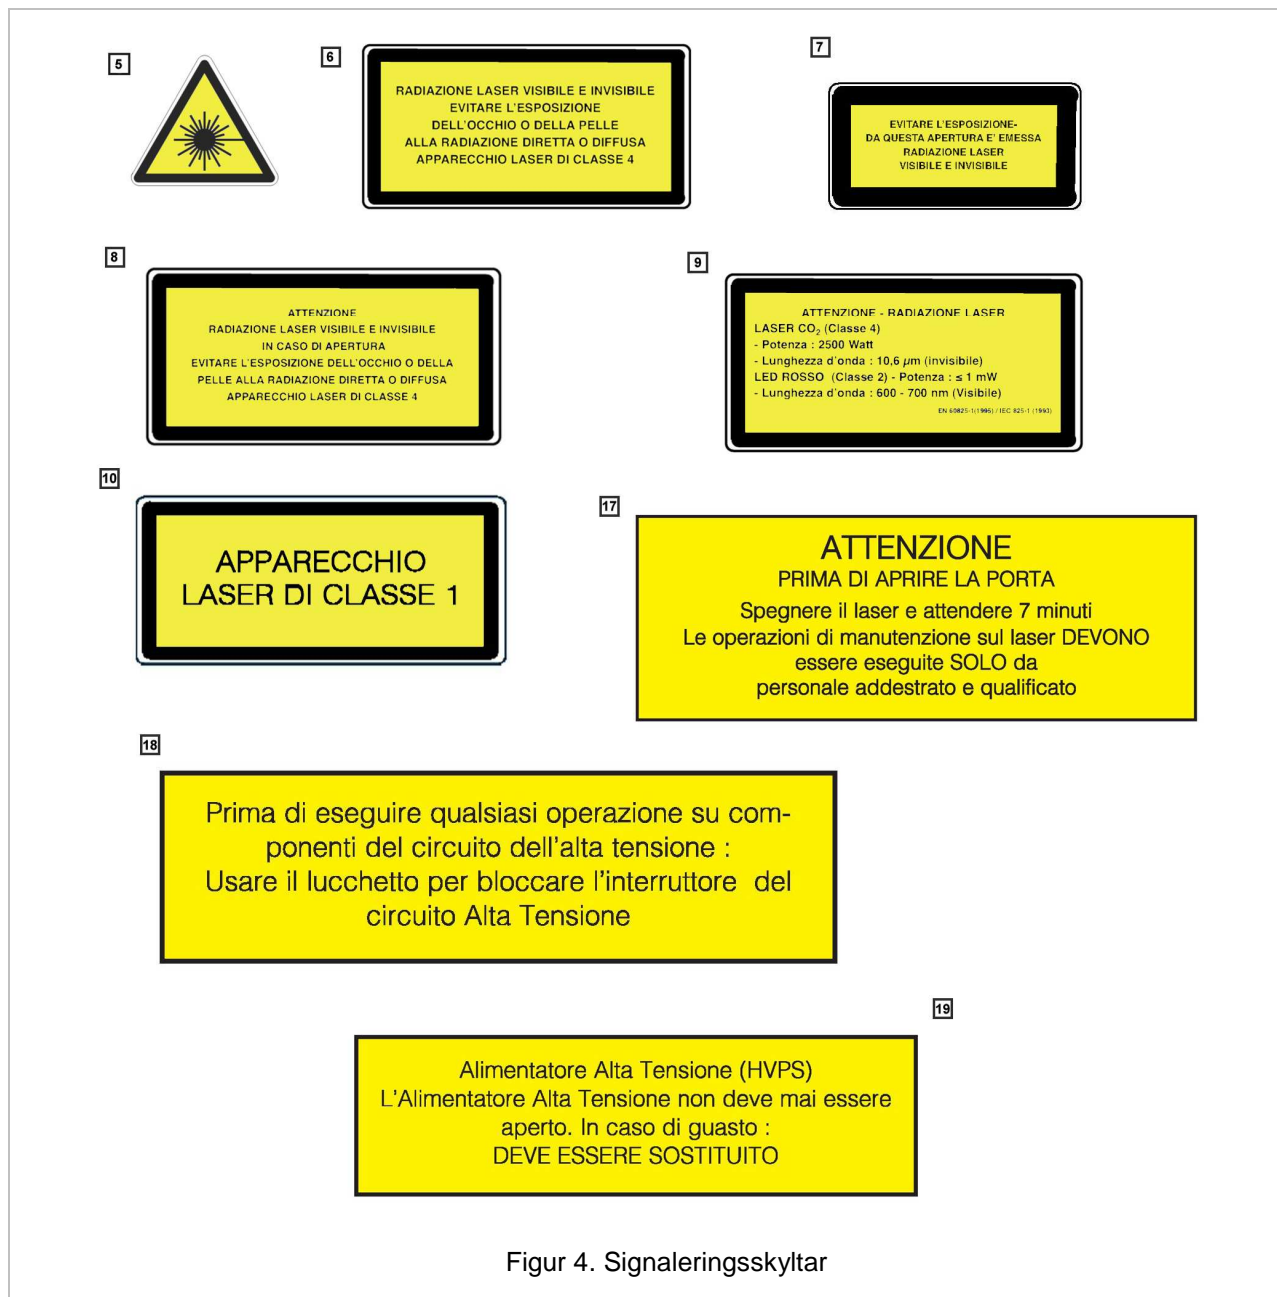 5
6
RADIAZIONE LASER VISIBILE E INVISIBILE
EVITARE L'ESPOSIZIONE
DELL'OCCHIO O DELLA PELLE
ALLA RADIAZIONE DIRETTA O DIFFUSA
APPARECCHIO LASER DI CLASSE 4
7
EVITARE L'ESPOSIZIONE-
DA QUESTA APERTURA E' EMESSA
RADIAZIONE LASER
VISIBILE E INVISIBILE
8
ATTENZIONE
RADIAZIONE LASER VISIBILE E INVISIBILE
IN CASO DI APERTURA
EVITARE L'ESPOSIZIONE DELL'OCCHIO O DELLA
PELLE ALLA RADIAZIONE DIRETTA O DIFFUSA
APPARECCHIO LASER DI CLASSE 4
9
ATTENZIONE - RADIAZIONE LASER
LASER CO₂ (Classe 4)
- Potenza : 2500 Watt
- Lunghezza d'onda : 10,6 µm (invisibile)
LED ROSSO (Classe 2) - Potenza : ≤ 1 mW
- Lunghezza d'onda : 600 - 700 nm (Visibile)
EN 60825-1(1996) / IEC 825-1 (1993)
10
APPARECCHIO
LASER DI CLASSE 1
17
ATTENZIONE
PRIMA DI APRIRE LA PORTA
Spegnere il laser e attendere 7 minuti
Le operazioni di manutenzione sul laser DEVONO
essere eseguite SOLO da
personale addestrato e qualificato
18
Prima di eseguire qualsiasi operazione su com-
ponenti del circuito dell'alta tensione :
Usare il lucchetto per bloccare l'interruttore del
circuito Alta Tensione
19
Alimentatore Alta Tensione (HVPS)
L'Alimentatore Alta Tensione non deve mai essere
aperto. In caso di guasto :
DEVE ESSERE SOSTITUITO
Figur 4. Signaleringsskyltar